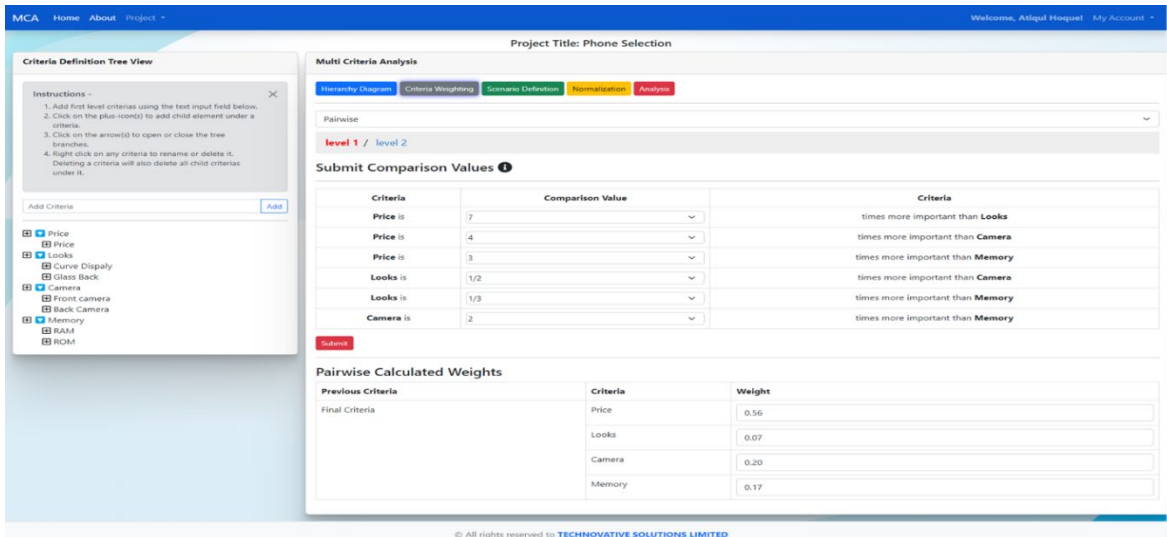 MCA Home About Project Welcome, Atiqul Hoque! My Account
Project Title: Phone Selection
Criteria Definition Tree View
Instructions -
1. Add first level criterias using the text input field below.
2. Click on the plus-icon(s) to add child element under a
criteria.
3. Click on the arrow(s) to open or close the tree
branches.
4. Right click on any criteria to rename or delete it.
Deleting a criteria will also delete all child criterias
under it.
Add Criteria Add
Price
Price
Looks
Curve Dispaly
Glass Back
Camera
Front camera
Back Camera
Memory
RAM
ROM
Multi Criteria Analysis
Hierarchy Diagram Criteria Weighting Scenario Definition Normalization Analysis
Pairwise
level 1 / level 2
Submit Comparison Values
Criteria Comparison Value Criteria
Price is 7 times more important than Looks
Price is 4 times more important than Camera
Price is 3 times more important than Memory
Looks is 1/2 times more important than Camera
Looks is 1/3 times more important than Memory
Camera is 2 times more important than Memory
Submit
Pairwise Calculated Weights
Previous Criteria Criteria Weight
Final Criteria Price 0.56
Looks 0.07
Camera 0.20
Memory 0.17
© All rights reserved to TECHNOVATIVE SOLUTIONS LIMITED